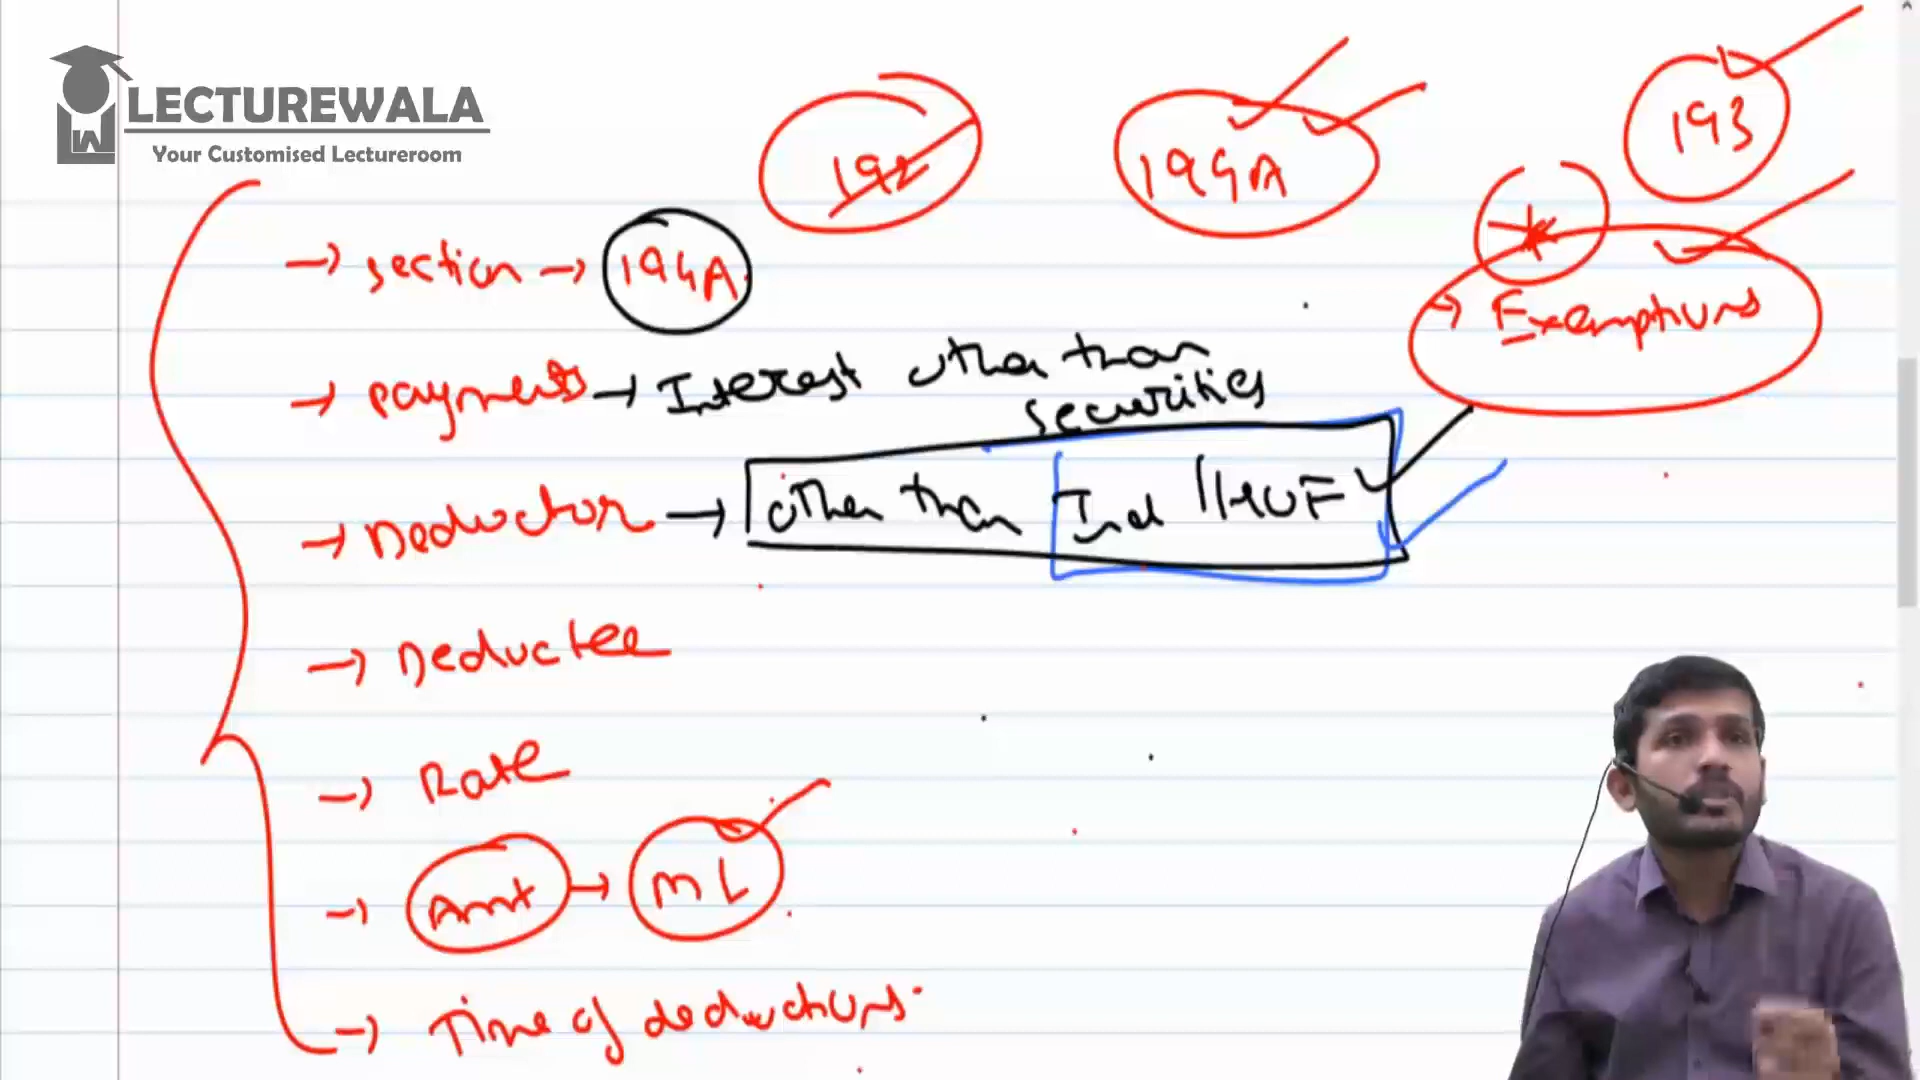 LECTUREWALA
Your Customised Lectureroom
192
194A
193
→ section → 194A
→ Exemptions
→ payments → Interest other than
securities
→ Deductor → other than Ind / HUF
→ Deductee
→ Rate
→ Amt → ML
→ Time of deductions